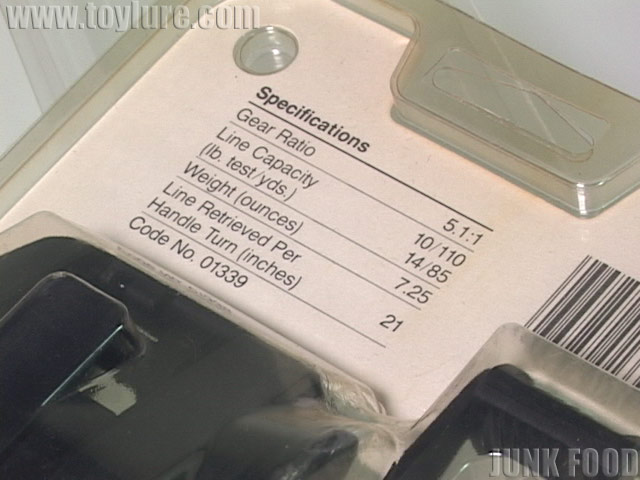 www.toylure.com
Specifications
Gear Ratio 5.1:1
Line Capacity 10/110
(lb. test/yds.) 14/85
Weight (ounces) 7.25
Line Retrieved Per
Handle Turn (inches) 21
Code No. 01339
JUNK FOOD